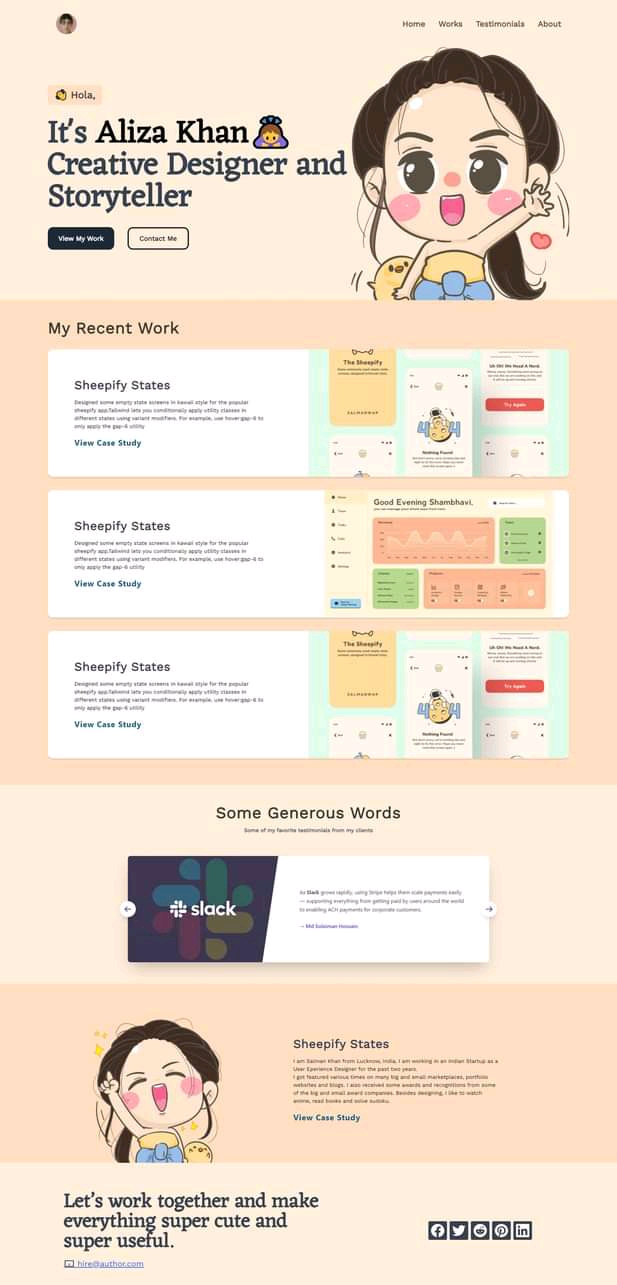 Home Works Testimonials About
Hola,
It's Aliza Khan
Creative Designer and
Storyteller
View My Work
Contact Me
My Recent Work
Sheepify States
Designed some empty state screens in kawaii style for the popular
sheepify app.Tailwind lets you conditionally apply utility classes in
different states using variant modifiers. For example, use hover:gap-6 to
only apply the gap-6 utility
View Case Study
The Sheepify
SALMANWAP
404
Nothing Found
Uh Oh! We Need A Nerd.
Try Again
Sheepify States
Designed some empty state screens in kawaii style for the popular
sheepify app.Tailwind lets you conditionally apply utility classes in
different states using variant modifiers. For example, use hover:gap-6 to
only apply the gap-6 utility
View Case Study
Good Evening Shambhavi,
you can manage your street ease from here.
Sheepify States
Designed some empty state screens in kawaii style for the popular
sheepify app.Tailwind lets you conditionally apply utility classes in
different states using variant modifiers. For example, use hover:gap-6 to
only apply the gap-6 utility
View Case Study
The Sheepify
SALMANWAP
404
Nothing Found
Uh Oh! We Need A Nerd.
Try Again
Some Generous Words
Some of my favorite testimonials from my clients
slack
As Slack grows rapidly, using Stripe helps them scale payments easily
— supporting everything from getting paid by users around the world
to enabling ACH payments for corporate customers.
— Md Solaiman Hossain
Sheepify States
I am Salman Khan from Lucknow, India. I am working in an Indian Startup as a
User Eperience Designer for the past two years.
I got featured various times on many big and small marketplaces, portfolio
websites and blogs. I also received some awards and recognitions from some
of the big and small award companies. Besides designing, I like to watch
anime, read books and solve sudoku.
View Case Study
Let's work together and make
everything super cute and
super useful.
hire@author.com